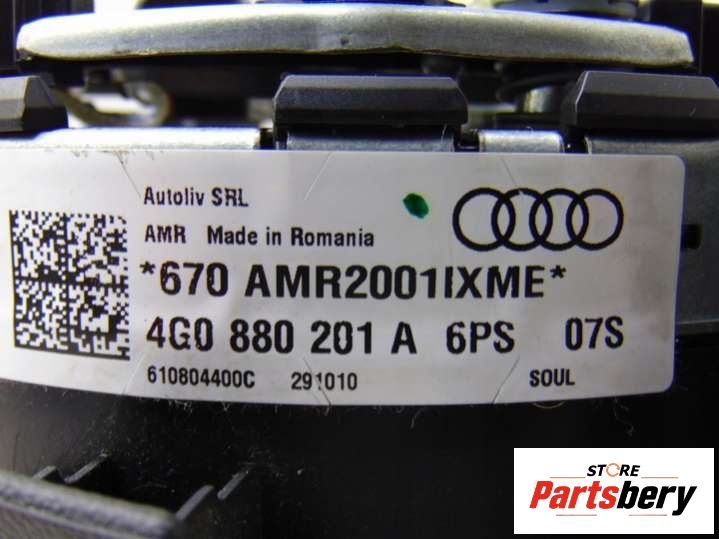 Autoliv SRL
AMR Made in Romania
*670 AMR2001IXME*
4G0 880 201 A 6PS 07S
610804400C 291010 SOUL
STORE
Partsbery